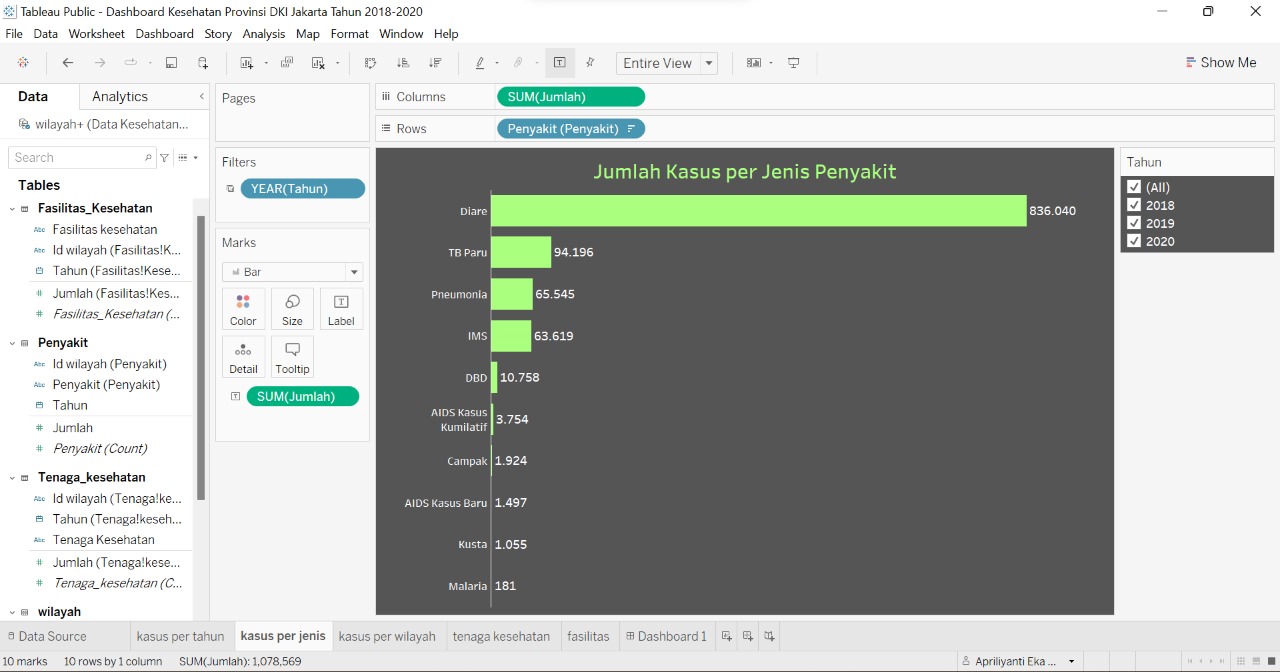 Tableau Public - Dashboard Kesehatan Provinsi DKI Jakarta Tahun 2018-2020
File Data Worksheet Dashboard Story Analysis Map Format Window Help
Entire View
Show Me
Data Analytics
wilayah+ (Data Kesehatan...
Search
Tables
Fasilitas_Kesehatan
Abc Fasilitas kesehatan
Abc Id wilayah (Fasilitas!K...
Tahun (Fasilitas!Kese...
# Jumlah (Fasilitas!Kes...
# Fasilitas_Kesehatan (...
Penyakit
Abc Id wilayah (Penyakit)
Abc Penyakit (Penyakit)
Tahun
# Jumlah
# Penyakit (Count)
Tenaga_kesehatan
Abc Id wilayah (Tenaga!ke...
Tahun (Tenaga!keseh...
Abc Tenaga Kesehatan
# Jumlah (Tenaga!kese...
# Tenaga_kesehatan (C...
wilayah
Pages
Filters
YEAR(Tahun)
Marks
Bar
Color Size Label
Detail Tooltip
SUM(Jumlah)
Columns SUM(Jumlah)
Rows Penyakit (Penyakit)
Jumlah Kasus per Jenis Penyakit
Diare 836.040
TB Paru 94.196
Pneumonia 65.545
IMS 63.619
DBD 10.758
AIDS Kasus
Kumilatif 3.754
Campak 1.924
AIDS Kasus Baru 1.497
Kusta 1.055
Malaria 181
Tahun
(All)
2018
2019
2020
Data Source kasus per tahun kasus per jenis kasus per wilayah tenaga kesehatan fasilitas Dashboard 1
10 marks 10 rows by 1 column SUM(Jumlah): 1,078,569 Apriliyanti Eka ...